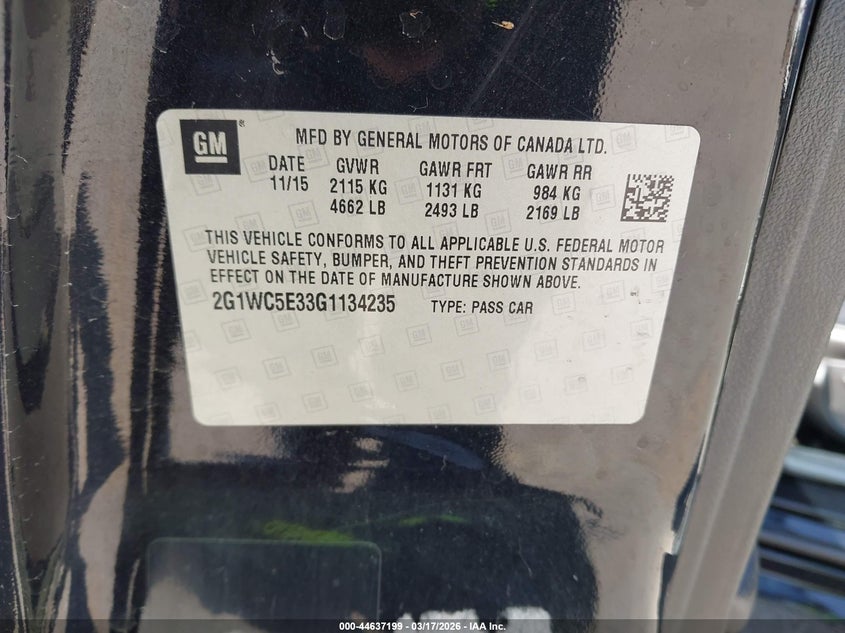 GM ®
MFD BY GENERAL MOTORS OF CANADA LTD.
DATE GVWR GAWR FRT GAWR RR
11/15 2115 KG 1131 KG 984 KG
4662 LB 2493 LB 2169 LB
THIS VEHICLE CONFORMS TO ALL APPLICABLE U.S. FEDERAL MOTOR
VEHICLE SAFETY, BUMPER, AND THEFT PREVENTION STANDARDS IN
EFFECT ON THE DATE OF MANUFACTURE SHOWN ABOVE.
2G1WC5E33G1134235 TYPE: PASS CAR
000-44637199 - 03/17/2026 - IAA Inc.